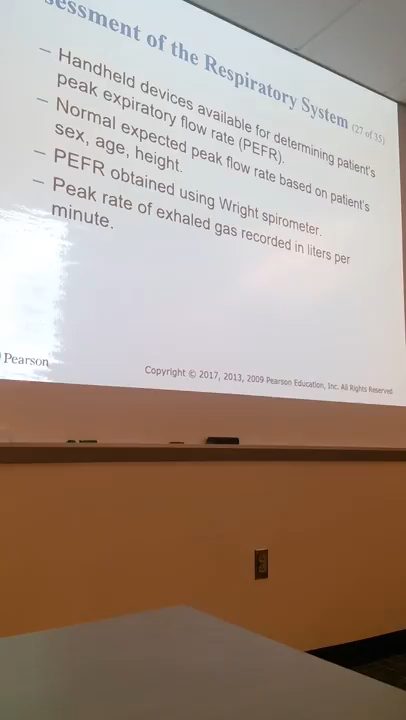 Assessment of the Respiratory System (27 of 35)
– Handheld devices available for determining patient's
peak expiratory flow rate (PEFR).
– Normal expected peak flow rate based on patient's
sex, age, height.
– PEFR obtained using Wright spirometer.
– Peak rate of exhaled gas recorded in liters per
minute.
Pearson
Copyright © 2017, 2013, 2009 Pearson Education, Inc. All Rights Reserved